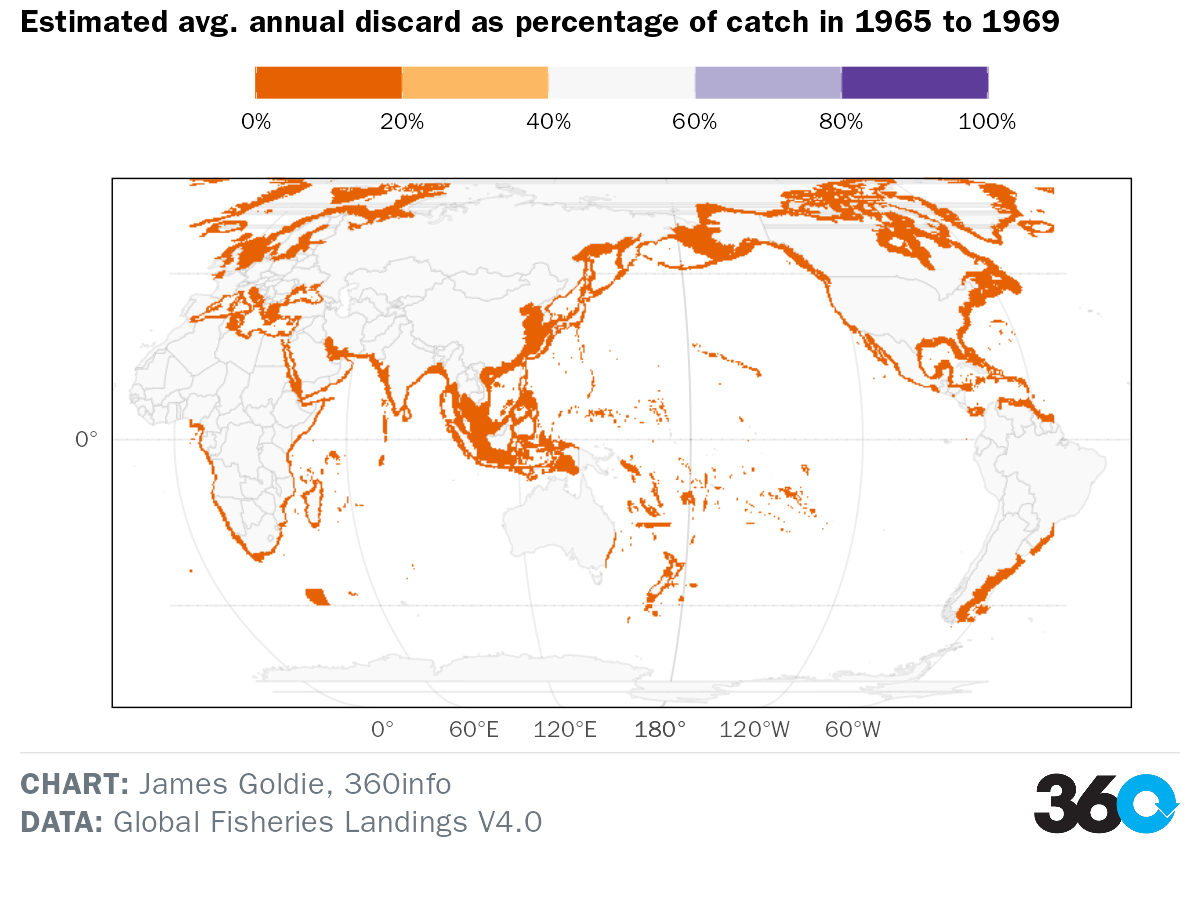 Estimated avg. annual discard as percentage of catch in 1965 to 1969
0% 20% 40% 60% 80% 100%
0°
0° 60°E 120°E 180° 120°W 60°W
CHART: James Goldie, 360info
DATA: Global Fisheries Landings V4.0
360